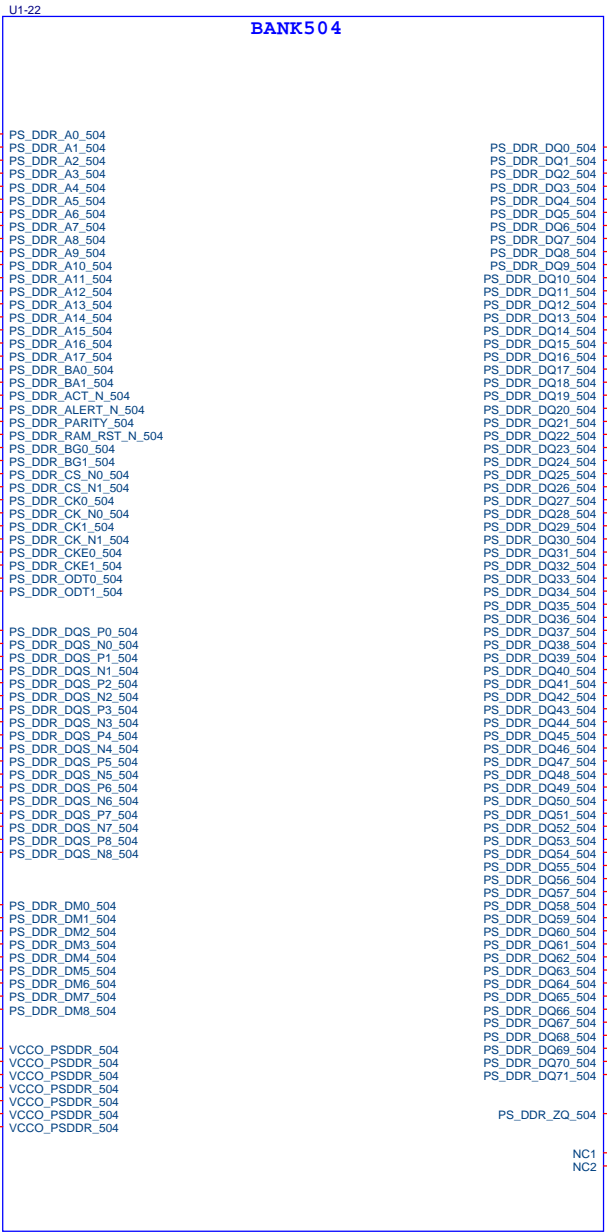 U1-22
BANK504
PS_DDR_A0_504
PS_DDR_A1_504
PS_DDR_A2_504
PS_DDR_A3_504
PS_DDR_A4_504
PS_DDR_A5_504
PS_DDR_A6_504
PS_DDR_A7_504
PS_DDR_A8_504
PS_DDR_A9_504
PS_DDR_A10_504
PS_DDR_A11_504
PS_DDR_A12_504
PS_DDR_A13_504
PS_DDR_A14_504
PS_DDR_A15_504
PS_DDR_A16_504
PS_DDR_A17_504
PS_DDR_BA0_504
PS_DDR_BA1_504
PS_DDR_ACT_N_504
PS_DDR_ALERT_N_504
PS_DDR_PARITY_504
PS_DDR_RAM_RST_N_504
PS_DDR_BG0_504
PS_DDR_BG1_504
PS_DDR_CS_N0_504
PS_DDR_CS_N1_504
PS_DDR_CK0_504
PS_DDR_CK_N0_504
PS_DDR_CK1_504
PS_DDR_CK_N1_504
PS_DDR_CKE0_504
PS_DDR_CKE1_504
PS_DDR_ODT0_504
PS_DDR_ODT1_504
PS_DDR_DQS_P0_504
PS_DDR_DQS_N0_504
PS_DDR_DQS_P1_504
PS_DDR_DQS_N1_504
PS_DDR_DQS_P2_504
PS_DDR_DQS_N2_504
PS_DDR_DQS_P3_504
PS_DDR_DQS_N3_504
PS_DDR_DQS_P4_504
PS_DDR_DQS_N4_504
PS_DDR_DQS_P5_504
PS_DDR_DQS_N5_504
PS_DDR_DQS_P6_504
PS_DDR_DQS_N6_504
PS_DDR_DQS_P7_504
PS_DDR_DQS_N7_504
PS_DDR_DQS_P8_504
PS_DDR_DQS_N8_504
PS_DDR_DM0_504
PS_DDR_DM1_504
PS_DDR_DM2_504
PS_DDR_DM3_504
PS_DDR_DM4_504
PS_DDR_DM5_504
PS_DDR_DM6_504
PS_DDR_DM7_504
PS_DDR_DM8_504
VCCO_PSDDR_504
VCCO_PSDDR_504
VCCO_PSDDR_504
VCCO_PSDDR_504
VCCO_PSDDR_504
VCCO_PSDDR_504
VCCO_PSDDR_504
PS_DDR_DQ0_504
PS_DDR_DQ1_504
PS_DDR_DQ2_504
PS_DDR_DQ3_504
PS_DDR_DQ4_504
PS_DDR_DQ5_504
PS_DDR_DQ6_504
PS_DDR_DQ7_504
PS_DDR_DQ8_504
PS_DDR_DQ9_504
PS_DDR_DQ10_504
PS_DDR_DQ11_504
PS_DDR_DQ12_504
PS_DDR_DQ13_504
PS_DDR_DQ14_504
PS_DDR_DQ15_504
PS_DDR_DQ16_504
PS_DDR_DQ17_504
PS_DDR_DQ18_504
PS_DDR_DQ19_504
PS_DDR_DQ20_504
PS_DDR_DQ21_504
PS_DDR_DQ22_504
PS_DDR_DQ23_504
PS_DDR_DQ24_504
PS_DDR_DQ25_504
PS_DDR_DQ26_504
PS_DDR_DQ27_504
PS_DDR_DQ28_504
PS_DDR_DQ29_504
PS_DDR_DQ30_504
PS_DDR_DQ31_504
PS_DDR_DQ32_504
PS_DDR_DQ33_504
PS_DDR_DQ34_504
PS_DDR_DQ35_504
PS_DDR_DQ36_504
PS_DDR_DQ37_504
PS_DDR_DQ38_504
PS_DDR_DQ39_504
PS_DDR_DQ40_504
PS_DDR_DQ41_504
PS_DDR_DQ42_504
PS_DDR_DQ43_504
PS_DDR_DQ44_504
PS_DDR_DQ45_504
PS_DDR_DQ46_504
PS_DDR_DQ47_504
PS_DDR_DQ48_504
PS_DDR_DQ49_504
PS_DDR_DQ50_504
PS_DDR_DQ51_504
PS_DDR_DQ52_504
PS_DDR_DQ53_504
PS_DDR_DQ54_504
PS_DDR_DQ55_504
PS_DDR_DQ56_504
PS_DDR_DQ57_504
PS_DDR_DQ58_504
PS_DDR_DQ59_504
PS_DDR_DQ60_504
PS_DDR_DQ61_504
PS_DDR_DQ62_504
PS_DDR_DQ63_504
PS_DDR_DQ64_504
PS_DDR_DQ65_504
PS_DDR_DQ66_504
PS_DDR_DQ67_504
PS_DDR_DQ68_504
PS_DDR_DQ69_504
PS_DDR_DQ70_504
PS_DDR_DQ71_504
PS_DDR_ZQ_504
NC1
NC2